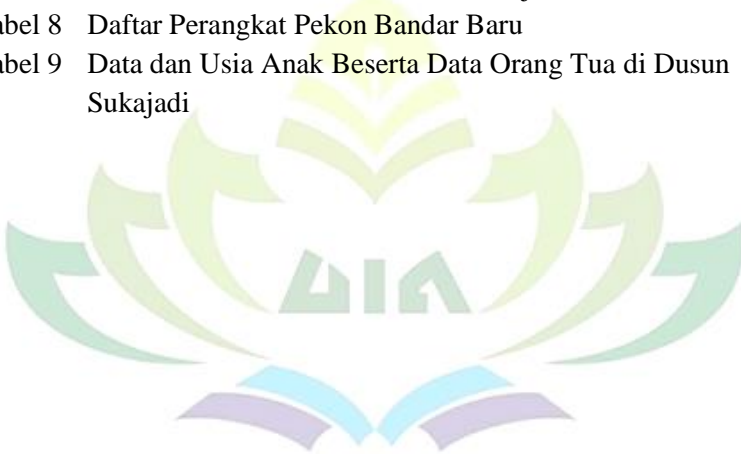 abel 8 Daftar Perangkat Pekon Bandar Baru
abel 9 Data dan Usia Anak Beserta Data Orang Tua di Dusun
Sukajadi
UIN